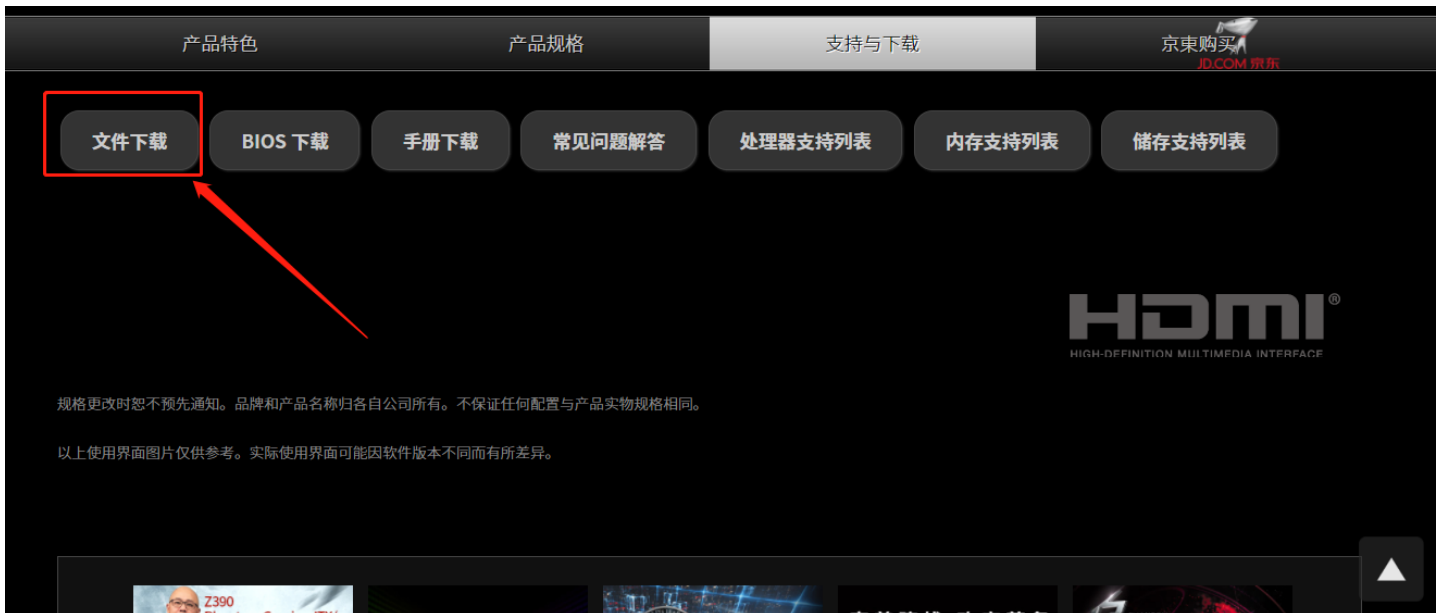 产品特色
产品规格
支持与下载
京東购买
JD.COM 京东
文件下载
BIOS 下载
手册下载
常见问题解答
处理器支持列表
内存支持列表
储存支持列表
HDMI®
HIGH-DEFINITION MULTIMEDIA INTERFACE
规格更改时恕不预先通知。品牌和产品名称归各自公司所有。不保证任何配置与产品实物规格相同。
以上使用界面图片仅供参考。实际使用界面可能因软件版本不同而有所差异。
Z390